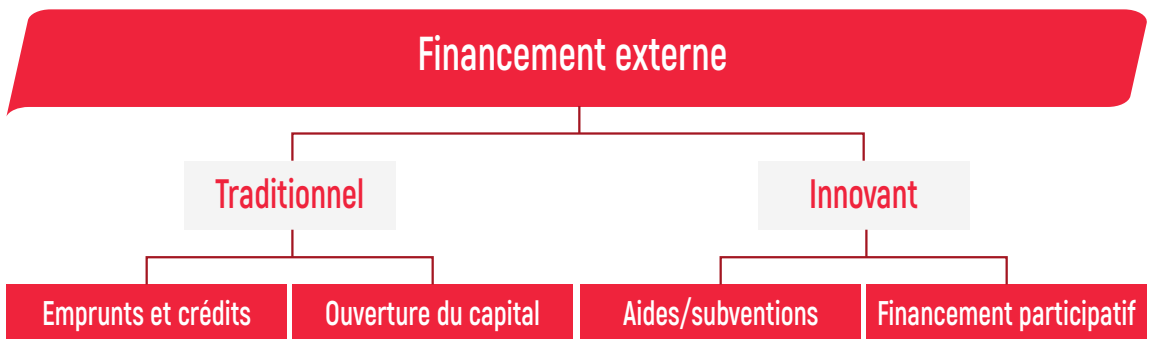 Financement externe
Traditionnel
Innovant
Emprunts et crédits
Ouverture du capital
Aides/subventions
Financement participatif